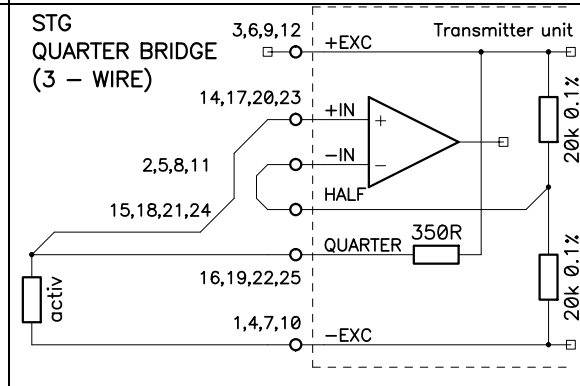 STG
QUARTER BRIDGE
(3 – WIRE)
3,6,9,12
+EXC
Transmitter unit
14,17,20,23
+IN
+
20k 0.1%
2,5,8,11
-IN
−
15,18,21,24
HALF
350R
QUARTER
16,19,22,25
activ
20k 0.1%
1,4,7,10
-EXC